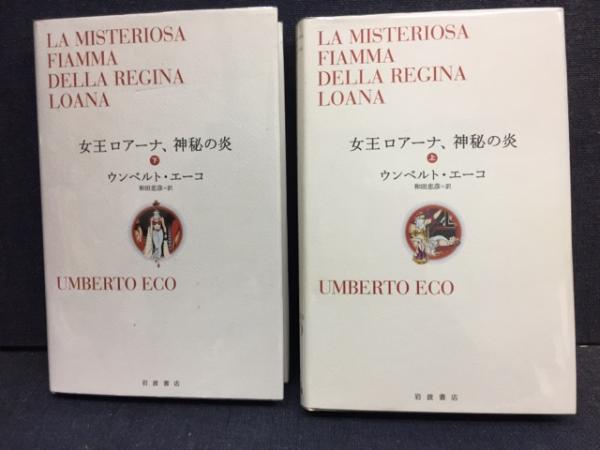 LA MISTERIOSA
FIAMMA
DELLA REGINA
LOANA
女王ロアーナ、神秘の炎
下
ウンベルト・エーコ
和田忠彦=訳
UMBERTO ECO
岩波書店
LA MISTERIOSA
FIAMMA
DELLA REGINA
LOANA
女王ロアーナ、神秘の炎
上
ウンベルト・エーコ
和田忠彦=訳
UMBERTO ECO
岩波書店